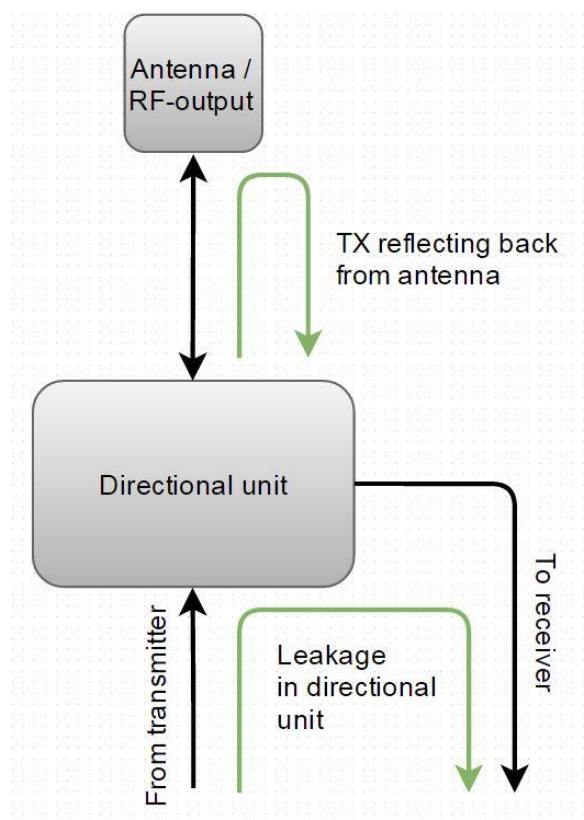 Antenna /
RF-output
TX reflecting back
from antenna
Directional unit
To receiver
From transmitter
Leakage
in directional
unit